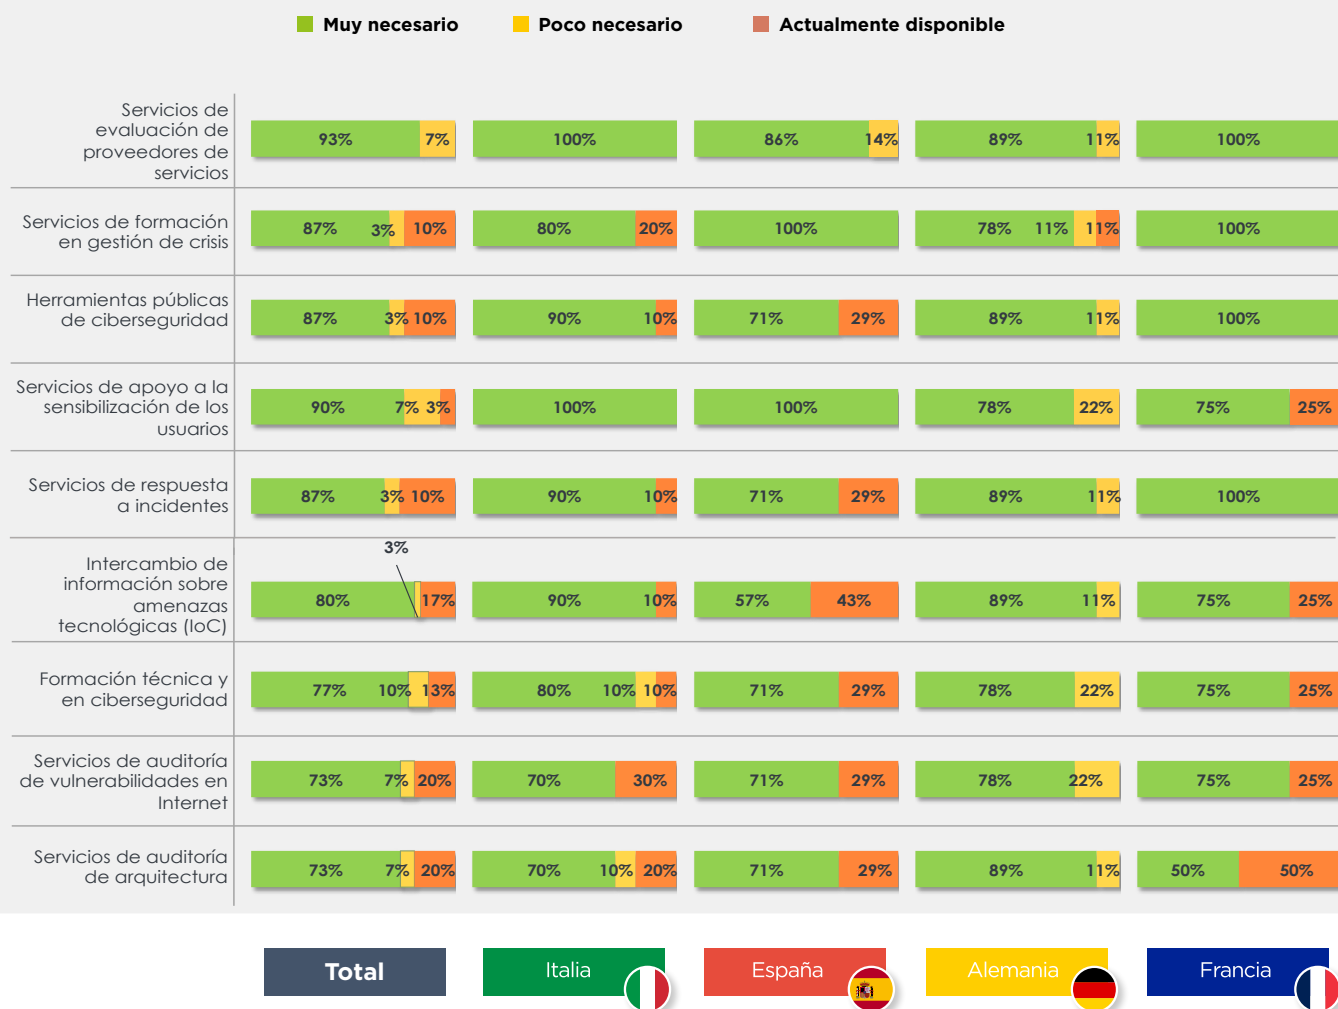 Muy necesario
Poco necesario
Actualmente disponible
Servicios de
evaluación de
proveedores de
servicios
93%
7%
100%
86%
14%
89%
11%
100%
Servicios de formación
en gestión de crisis
87%
3%
10%
80%
20%
100%
78%
11%
11%
100%
Herramientas públicas
de ciberseguridad
87%
3%
10%
90%
10%
71%
29%
89%
11%
100%
Servicios de apoyo a la
sensibilización de los
usuarios
90%
7%
3%
100%
100%
78%
22%
75%
25%
Servicios de respuesta
a incidentes
87%
3%
10%
90%
10%
71%
29%
89%
11%
100%
Intercambio de
información sobre
amenazas
tecnológicas (IoC)
80%
3%
17%
90%
10%
57%
43%
89%
11%
75%
25%
Formación técnica y
en ciberseguridad
77%
10%
13%
80%
10%
10%
71%
29%
78%
22%
75%
25%
Servicios de auditoría
de vulnerabilidades en
Internet
73%
7%
20%
70%
30%
71%
29%
78%
22%
75%
25%
Servicios de auditoría
de arquitectura
73%
7%
20%
70%
10%
20%
71%
29%
89%
11%
50%
50%
Total
Italia
España
Alemania
Francia